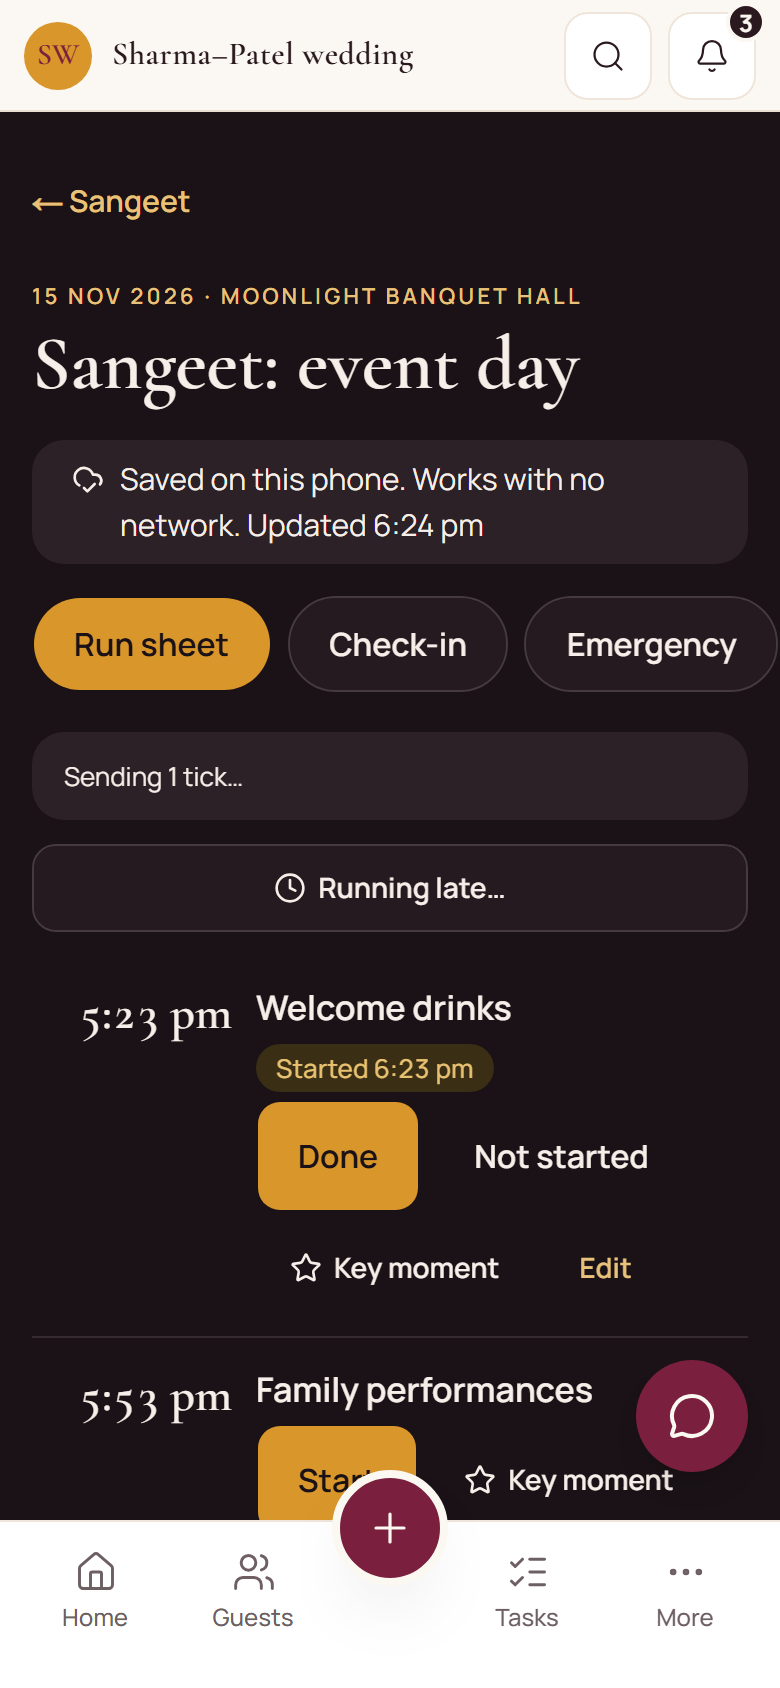 SW Sharma–Patel wedding 3
← Sangeet
15 NOV 2026 · MOONLIGHT BANQUET HALL
Sangeet: event day
Saved on this phone. Works with no
network. Updated 6:24 pm
Run sheet Check-in Emergency
Sending 1 tick…
Running late…
5:23 pm Welcome drinks
Started 6:23 pm
Done Not started
Key moment Edit
5:53 pm Family performances
Key moment
Home Guests Tasks More